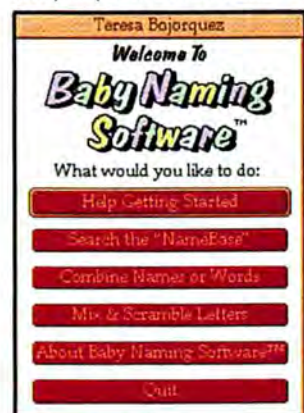 Teresa Bojorquez
Welcome To
Baby Naming
Software™
What would you like to do:
Help Getting Started
Search the "NameBase"
Combine Names or Words
Mix & Scramble Letters
About Baby Naming Software™
Quit